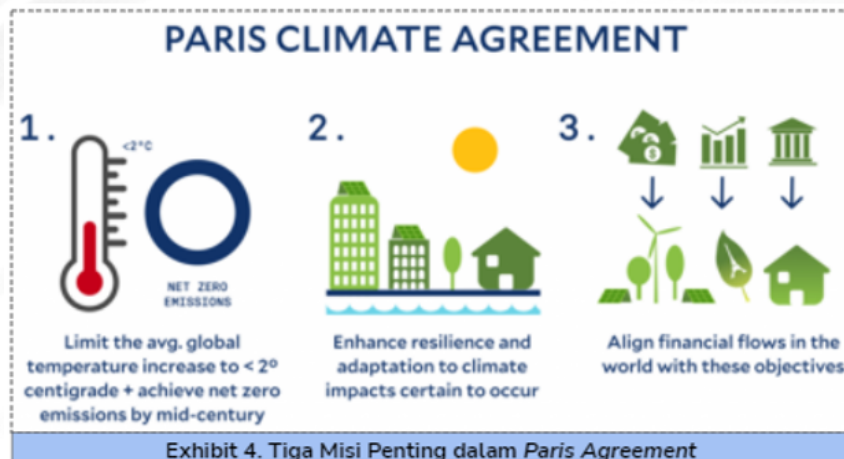 PARIS CLIMATE AGREEMENT
1.
<2°C
NET ZERO
EMISSIONS
Limit the avg. global
temperature increase to < 2º
centigrade + achieve net zero
emissions by mid-century
2.
Enhance resilience and
adaptation to climate
impacts certain to occur
3.
$
Align financial flows in the
world with these objectives
Exhibit 4. Tiga Misi Penting dalam Paris Agreement